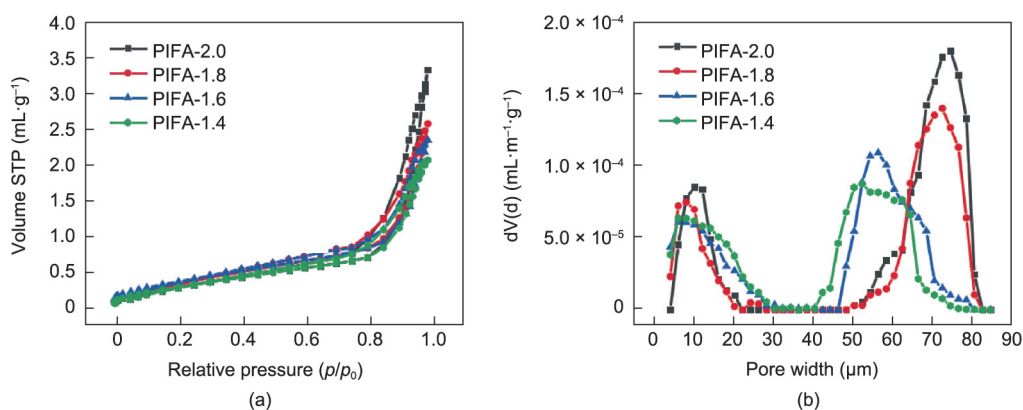 4.0
3.5
3.0
2.5
2.0
1.5
1.0
0.5
0
Volume STP (mL·g⁻¹)
PIFA-2.0
PIFA-1.8
PIFA-1.6
PIFA-1.4
0 0.2 0.4 0.6 0.8 1.0
Relative pressure (p/p₀)
(a)
2.0 × 10⁻⁴
1.5 × 10⁻⁴
1.0 × 10⁻⁴
5.0 × 10⁻⁵
0
dV(d) (mL·m⁻¹·g⁻¹)
PIFA-2.0
PIFA-1.8
PIFA-1.6
PIFA-1.4
0 10 20 30 40 50 60 70 80 90
Pore width (μm)
(b)